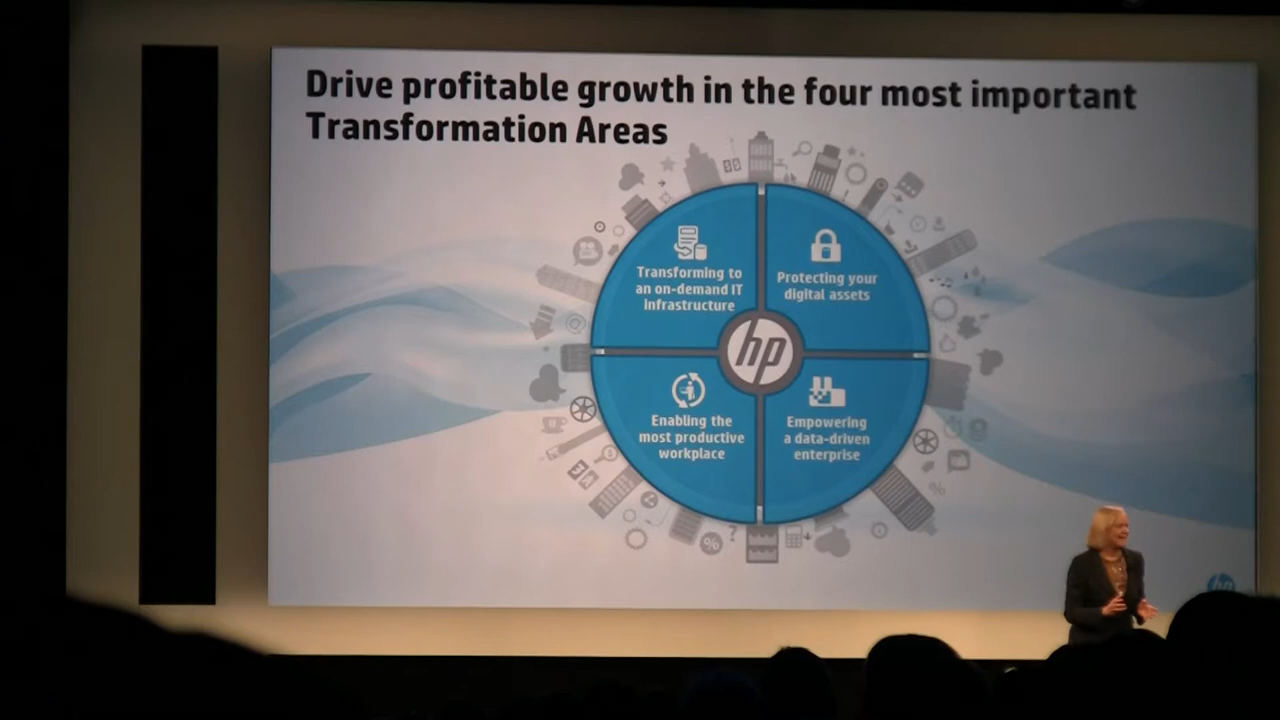 Drive profitable growth in the four most important
Transformation Areas
Transforming to
an on-demand IT
infrastructure
Protecting your
digital assets
hp
Enabling the
most productive
workplace
Empowering
a data-driven
enterprise
hp